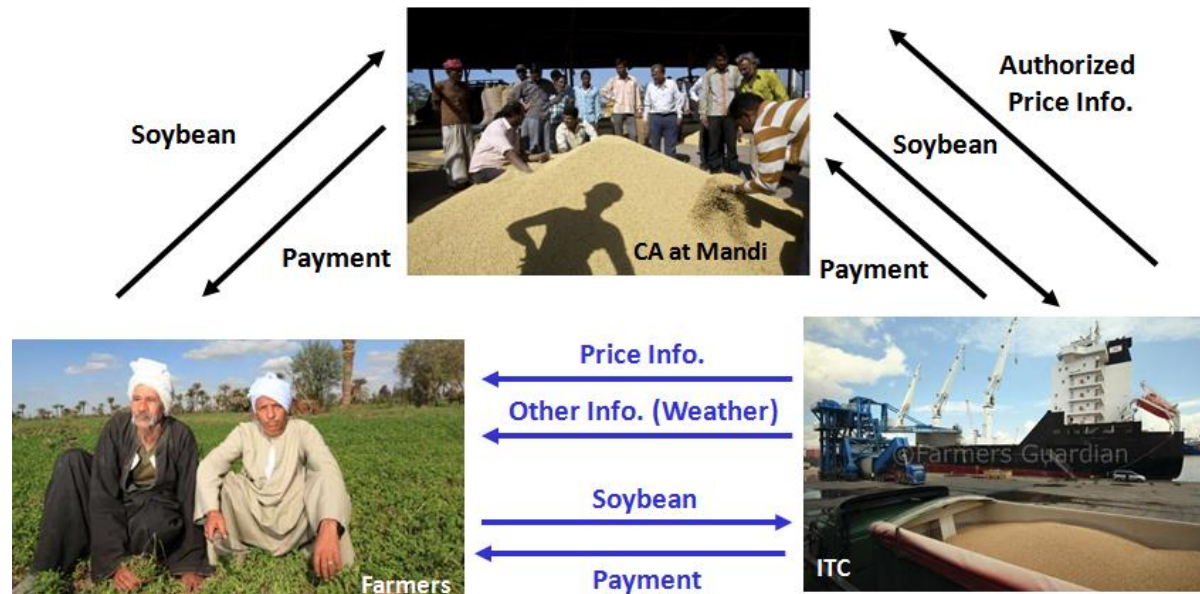 Authorized
Price Info.
Soybean
Soybean
Payment
CA at Mandi
Payment
Price Info.
Other Info. (Weather)
©Farmers Guardian
Soybean
Payment
Farmers
ITC